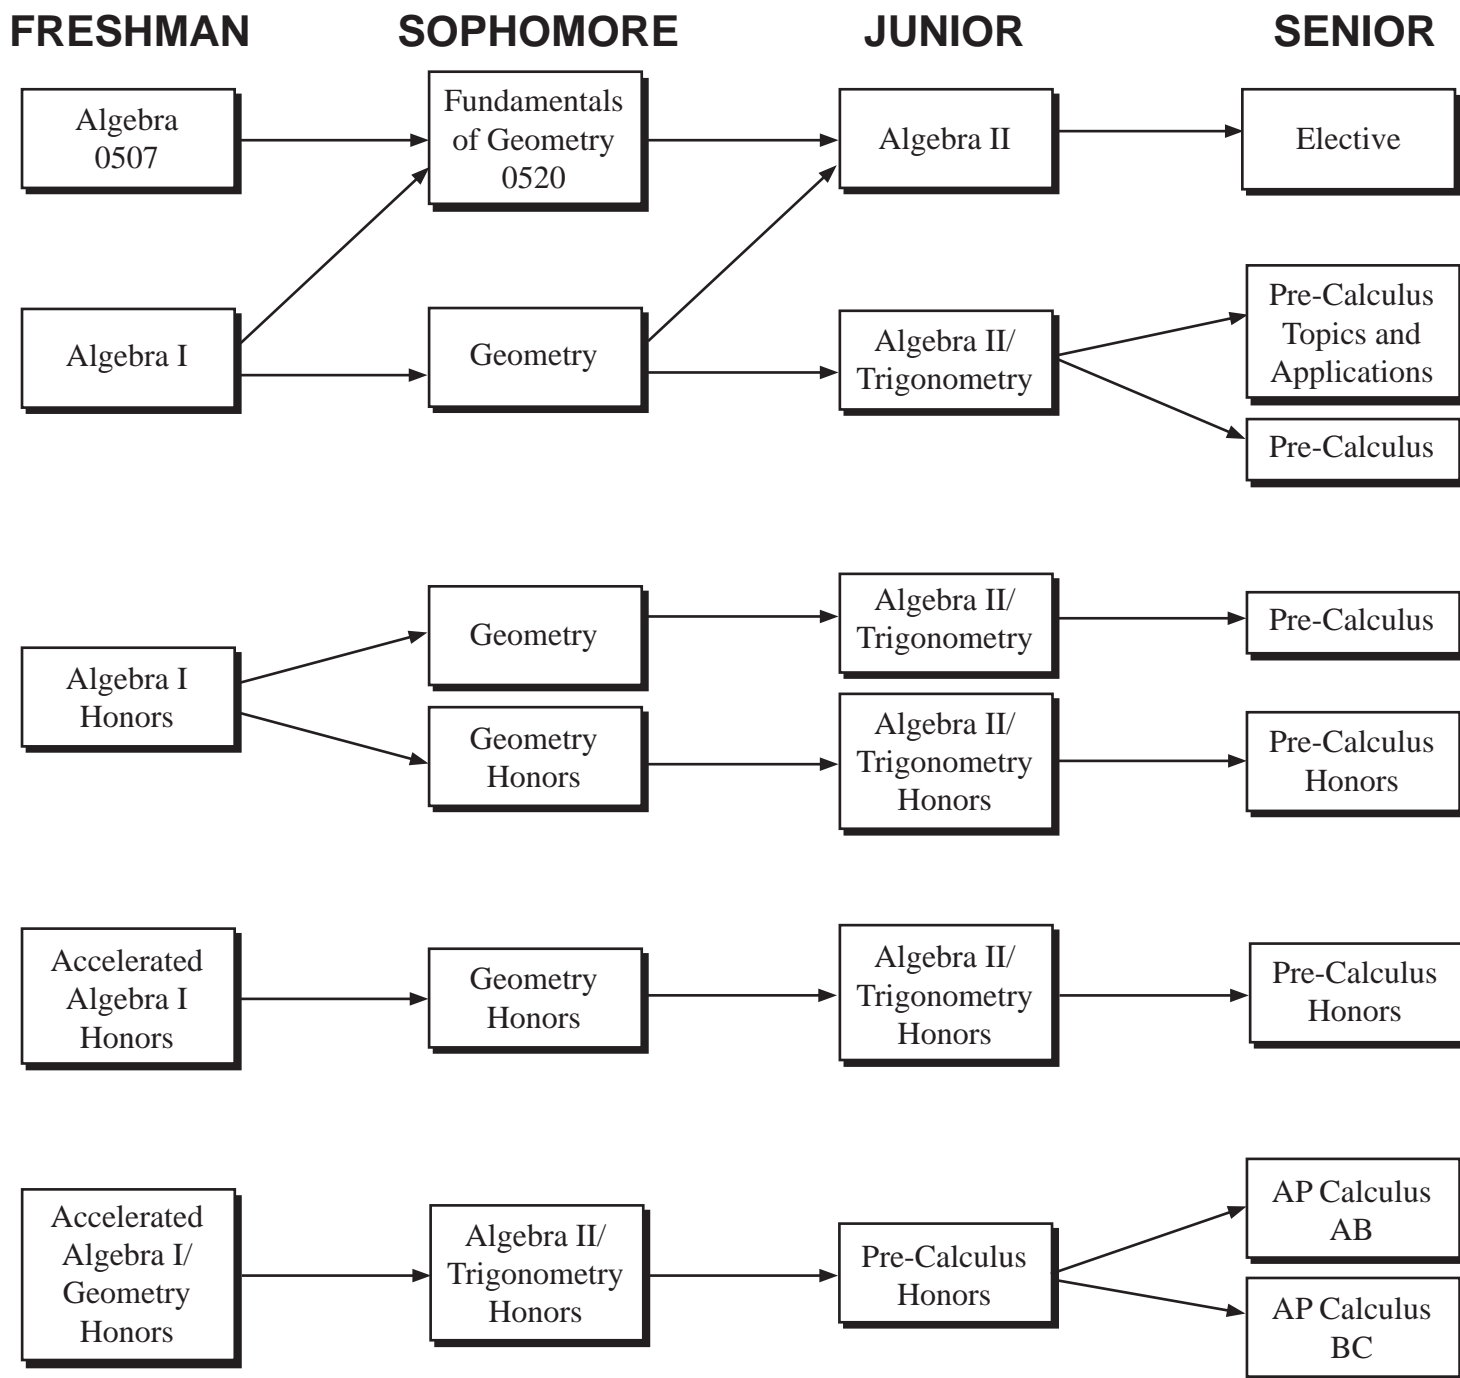 FRESHMAN
SOPHOMORE
JUNIOR
SENIOR
Algebra
0507
Fundamentals
of Geometry
0520
Algebra II
Elective
Algebra I
Geometry
Algebra II/
Trigonometry
Pre-Calculus
Topics and
Applications
Pre-Calculus
Algebra I
Honors
Geometry
Algebra II/
Trigonometry
Pre-Calculus
Geometry
Honors
Algebra II/
Trigonometry
Honors
Pre-Calculus
Honors
Accelerated
Algebra I
Honors
Geometry
Honors
Algebra II/
Trigonometry
Honors
Pre-Calculus
Honors
Accelerated
Algebra I/
Geometry
Honors
Algebra II/
Trigonometry
Honors
Pre-Calculus
Honors
AP Calculus
AB
AP Calculus
BC